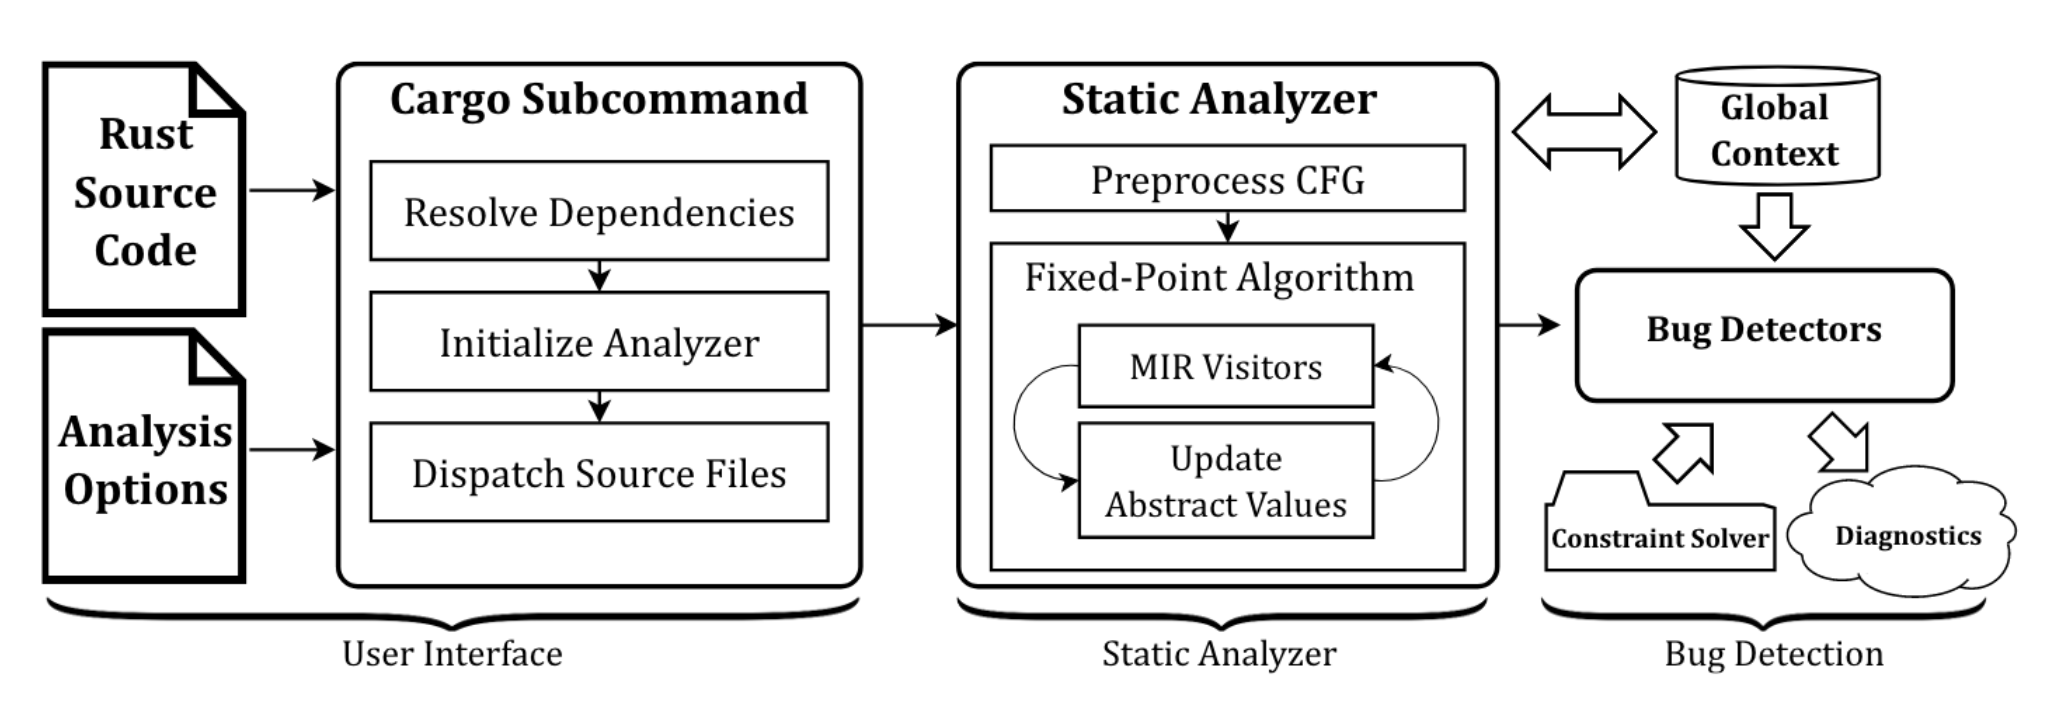 Rust
Source
Code
Analysis
Options
Cargo Subcommand
Resolve Dependencies
Initialize Analyzer
Dispatch Source Files
User Interface
Static Analyzer
Preprocess CFG
Fixed-Point Algorithm
MIR Visitors
Update
Abstract Values
Static Analyzer
Global
Context
Bug Detectors
Constraint Solver
Diagnostics
Bug Detection